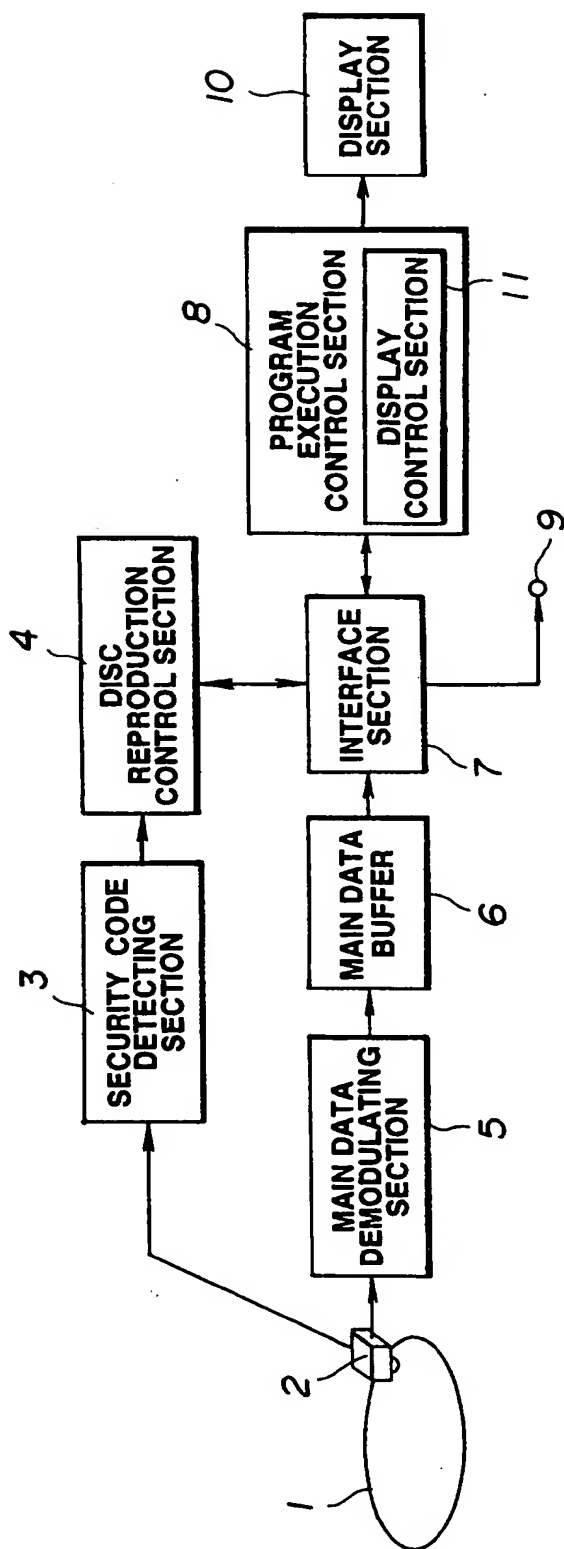 1
2
3
SECURITY CODE
DETECTING
SECTION
4
DISC
REPRODUCTION
CONTROL SECTION
MAIN DATA
DEMODULATING
SECTION
5
MAIN DATA
BUFFER
6
INTERFACE
SECTION
7
8
PROGRAM
EXECUTION
CONTROL SECTION
DISPLAY
CONTROL SECTION
11
9
10
DISPLAY
SECTION